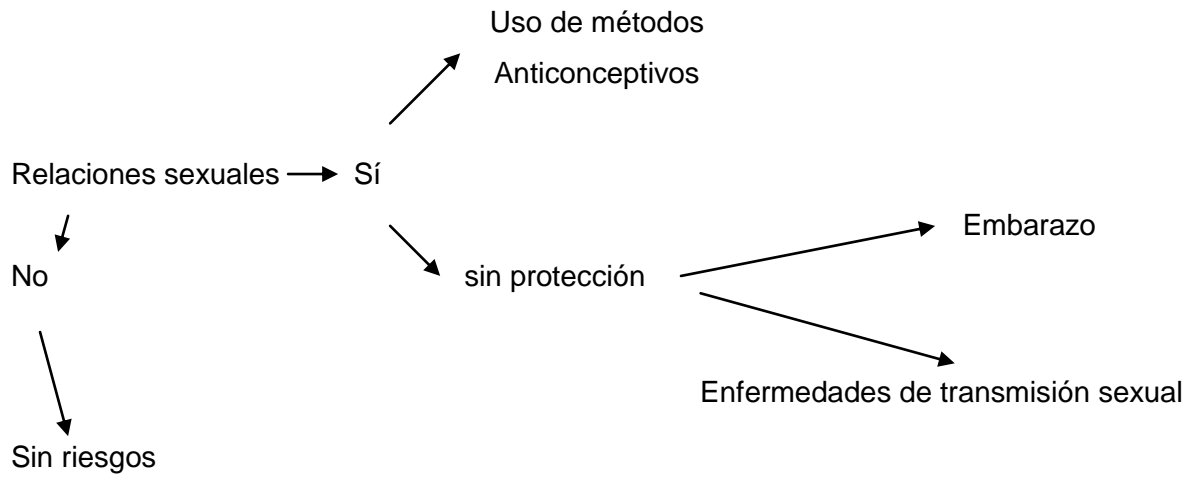 Uso de métodos
Anticonceptivos
Relaciones sexuales
Sí
Embarazo
No
sin protección
Enfermedades de transmisión sexual
Sin riesgos